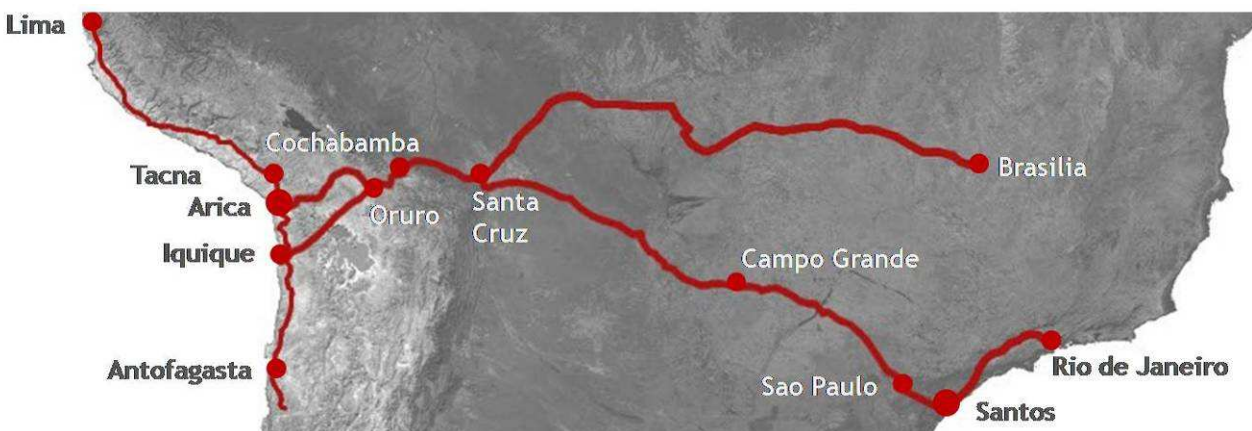 Lima
Cochabamba
Tacna
Arica
Oruro
Santa
Cruz
Brasilia
Iquique
Campo Grande
Antofagasta
Sao Paulo
Rio de Janeiro
Santos